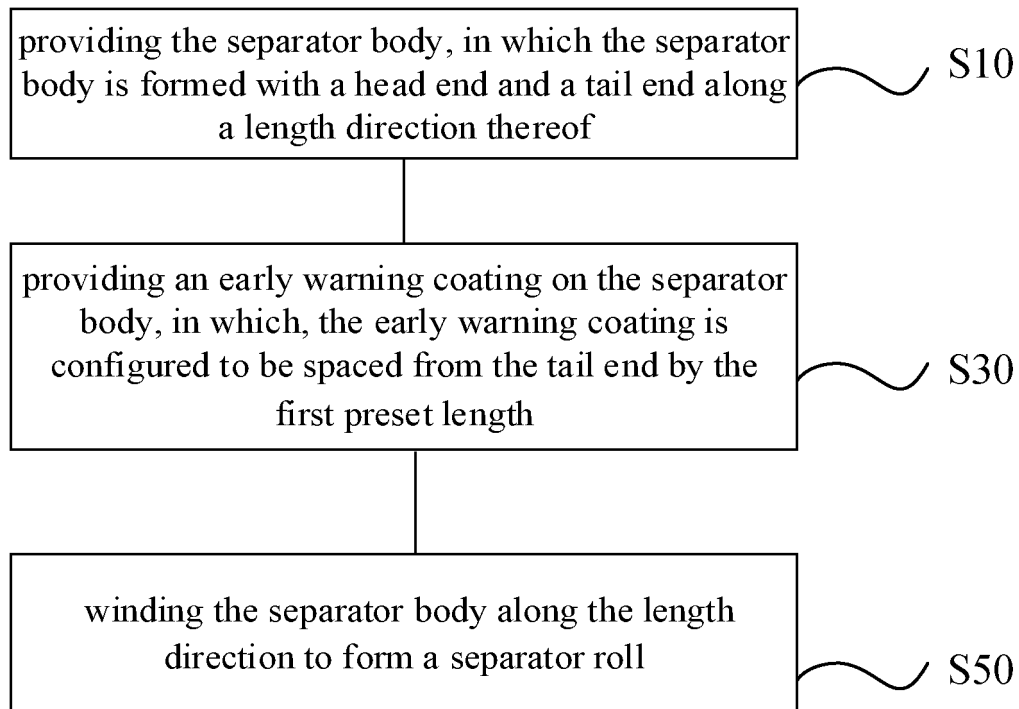 providing the separator body, in which the separator
body is formed with a head end and a tail end along
a length direction thereof
S10
providing an early warning coating on the separator
body, in which, the early warning coating is
configured to be spaced from the tail end by the
first preset length
S30
winding the separator body along the length
direction to form a separator roll
S50